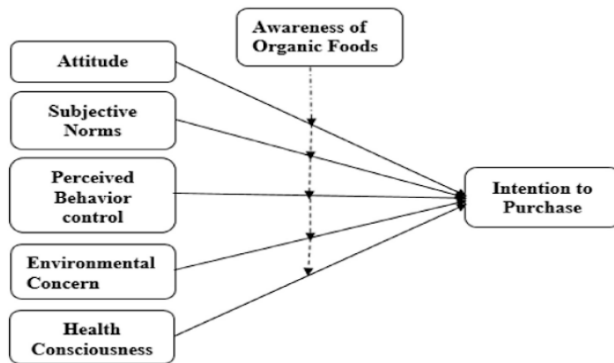 Awareness of
Organic Foods
Attitude
Subjective
Norms
Perceived
Behavior
control
Environmental
Concern
Health
Consciousness
Intention to
Purchase